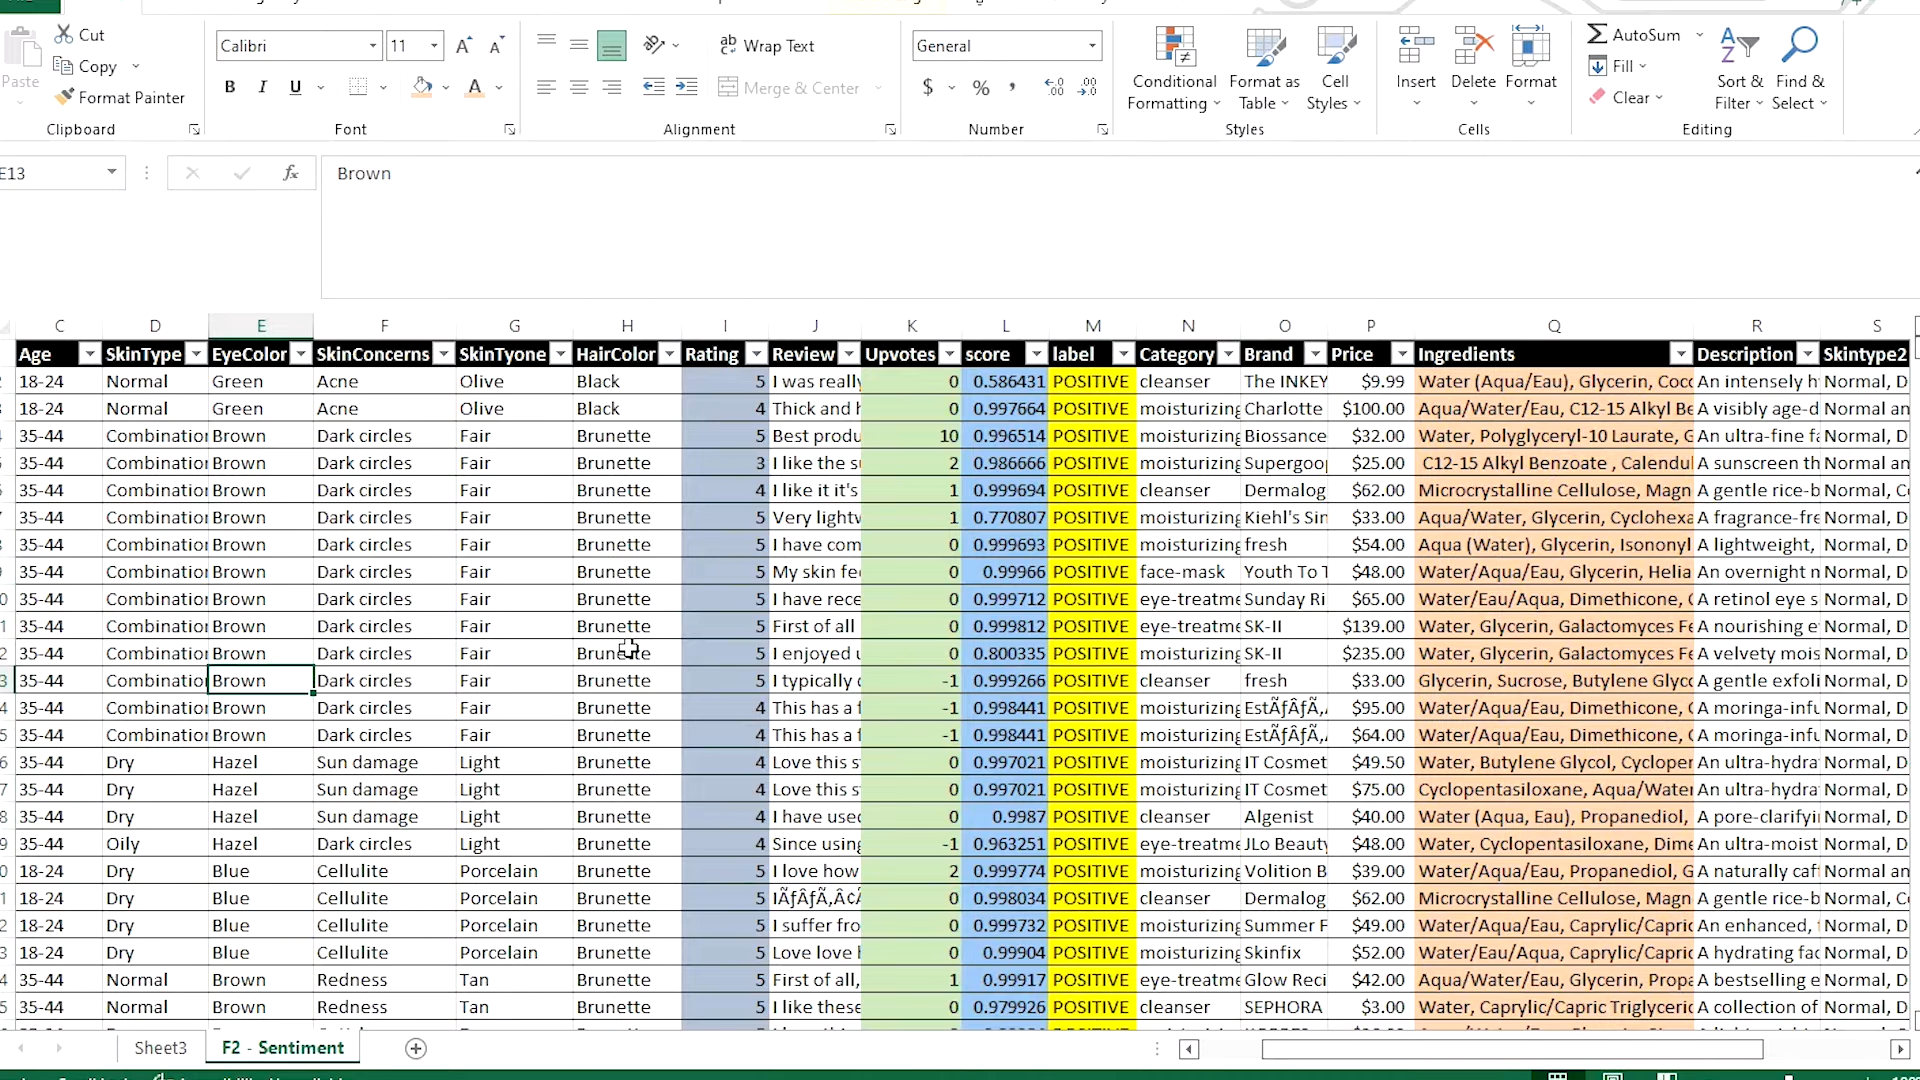 Cut
Copy
Format Painter
Paste
Clipboard
Calibri 11
B I U
Font
Wrap Text
Merge & Center
Alignment
General
$ % ,
Number
Conditional Formatting
Format as Table
Cell Styles
Styles
Insert Delete Format
Cells
AutoSum
Fill
Clear
Sort & Filter
Find & Select
Editing
E13 fx Brown
C D E F G H I J K L M N O P Q R S
Age SkinType EyeColor SkinConcerns SkinTyone HairColor Rating Review Upvotes score label Category Brand Price Ingredients Description Skintype2
18-24 Normal Green Acne Olive Black 5 I was really 0 0.586431 POSITIVE cleanser The INKEY $9.99 Water (Aqua/Eau), Glycerin, Coco An intensely h Normal, D
18-24 Normal Green Acne Olive Black 4 Thick and h 0 0.997664 POSITIVE moisturizing Charlotte $100.00 Aqua/Water/Eau, C12-15 Alkyl Be A visibly age-d Normal an
35-44 Combination Brown Dark circles Fair Brunette 5 Best produ 10 0.996514 POSITIVE moisturizing Biossance $32.00 Water, Polyglyceryl-10 Laurate, G An ultra-fine fa Normal, D
35-44 Combination Brown Dark circles Fair Brunette 3 I like the s 2 0.986666 POSITIVE moisturizing Supergoop $25.00 C12-15 Alkyl Benzoate , Calendul A sunscreen th Normal an
35-44 Combination Brown Dark circles Fair Brunette 4 I like it it's 1 0.999694 POSITIVE cleanser Dermalog $62.00 Microcrystalline Cellulose, Magn A gentle rice-b Normal, Co
35-44 Combination Brown Dark circles Fair Brunette 5 Very lightw 1 0.770807 POSITIVE moisturizing Kiehl's Sin $33.00 Aqua/Water, Glycerin, Cyclohexa A fragrance-fre Normal, D
35-44 Combination Brown Dark circles Fair Brunette 5 I have com 0 0.999693 POSITIVE moisturizing fresh $54.00 Aqua (Water), Glycerin, Isononyl A lightweight, Normal, D
35-44 Combination Brown Dark circles Fair Brunette 5 My skin fee 0 0.99966 POSITIVE face-mask Youth To T $48.00 Water/Aqua/Eau, Glycerin, Helia An overnight m Normal, D
35-44 Combination Brown Dark circles Fair Brunette 5 I have rece 0 0.999712 POSITIVE eye-treatme Sunday Ri $65.00 Water/Eau/Aqua, Dimethicone, C A retinol eye s Normal, D
35-44 Combination Brown Dark circles Fair Brunette 5 First of all 0 0.999812 POSITIVE eye-treatme SK-II $139.00 Water, Glycerin, Galactomyces Fe A nourishing e Normal, D
35-44 Combination Brown Dark circles Fair Brunette 5 I enjoyed u 0 0.800335 POSITIVE moisturizing SK-II $235.00 Water, Glycerin, Galactomyces Fe A velvety mois Normal, D
35-44 Combination Brown Dark circles Fair Brunette 5 I typically -1 0.999266 POSITIVE cleanser fresh $33.00 Glycerin, Sucrose, Butylene Glyco A gentle exfoli Normal, D
35-44 Combination Brown Dark circles Fair Brunette 4 This has a f -1 0.998441 POSITIVE moisturizing EstÃƒÂƒÃ‚ $95.00 Water/Aqua/Eau, Dimethicone, C A moringa-infu Normal, D
35-44 Combination Brown Dark circles Fair Brunette 4 This has a f -1 0.998441 POSITIVE moisturizing EstÃƒÂƒÃ‚ $64.00 Water/Aqua/Eau, Dimethicone, C A moringa-infu Normal, D
35-44 Dry Hazel Sun damage Light Brunette 4 Love this s 0 0.997021 POSITIVE moisturizing IT Cosmet $49.50 Water, Butylene Glycol, Cycloper An ultra-hydra Normal, D
35-44 Dry Hazel Sun damage Light Brunette 4 Love this s 0 0.997021 POSITIVE moisturizing IT Cosmet $75.00 Cyclopentasiloxane, Aqua/Water An ultra-hydra Normal, D
35-44 Dry Hazel Sun damage Light Brunette 4 I have used 0 0.9987 POSITIVE cleanser Algenist $40.00 Water (Aqua, Eau), Propanediol, A pore-clarifyi Normal, D
35-44 Oily Hazel Dark circles Light Brunette 4 Since using -1 0.963251 POSITIVE eye-treatme JLo Beauty $48.00 Water, Cyclopentasiloxane, Dime An ultra-moist Normal, D
18-24 Dry Blue Cellulite Porcelain Brunette 5 I love how 2 0.999774 POSITIVE moisturizing Volition B $39.00 Water/Aqua/Eau, Propanediol, G A naturally caf Normal an
18-24 Dry Blue Cellulite Porcelain Brunette 5 IÃƒÂƒÃ‚Â¢Ã 0 0.998034 POSITIVE cleanser Dermalog $62.00 Microcrystalline Cellulose, Magn A gentle rice-b Normal, Co
18-24 Dry Blue Cellulite Porcelain Brunette 5 I suffer fro 0 0.999732 POSITIVE moisturizing Summer F $49.00 Water/Aqua/Eau, Caprylic/Capric An enhanced, Normal, D
18-24 Dry Blue Cellulite Porcelain Brunette 5 Love love h 0 0.99904 POSITIVE moisturizing Skinfix $52.00 Water/Eau/Aqua, Caprylic/Capric A hydrating fac Normal, D
35-44 Normal Brown Redness Tan Brunette 5 First of all, 1 0.99917 POSITIVE eye-treatme Glow Reci $42.00 Aqua/Water/Eau, Glycerin, Propa A bestselling e Normal, D
35-44 Normal Brown Redness Tan Brunette 5 I like these 0 0.979926 POSITIVE cleanser SEPHORA $3.00 Water, Caprylic/Capric Triglyceric A collection of Normal, D
Sheet3 F2 - Sentiment